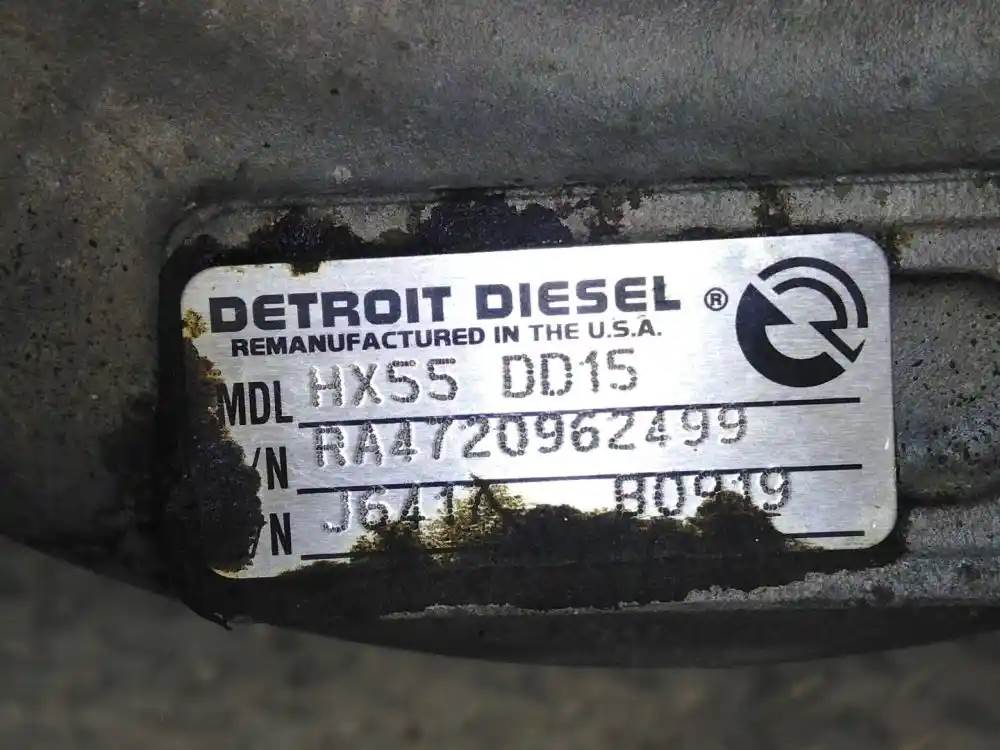 DETROIT DIESEL ®
REMANUFACTURED IN THE U.S.A.
MDL HX55 DD15
/N RA4720962499
/N